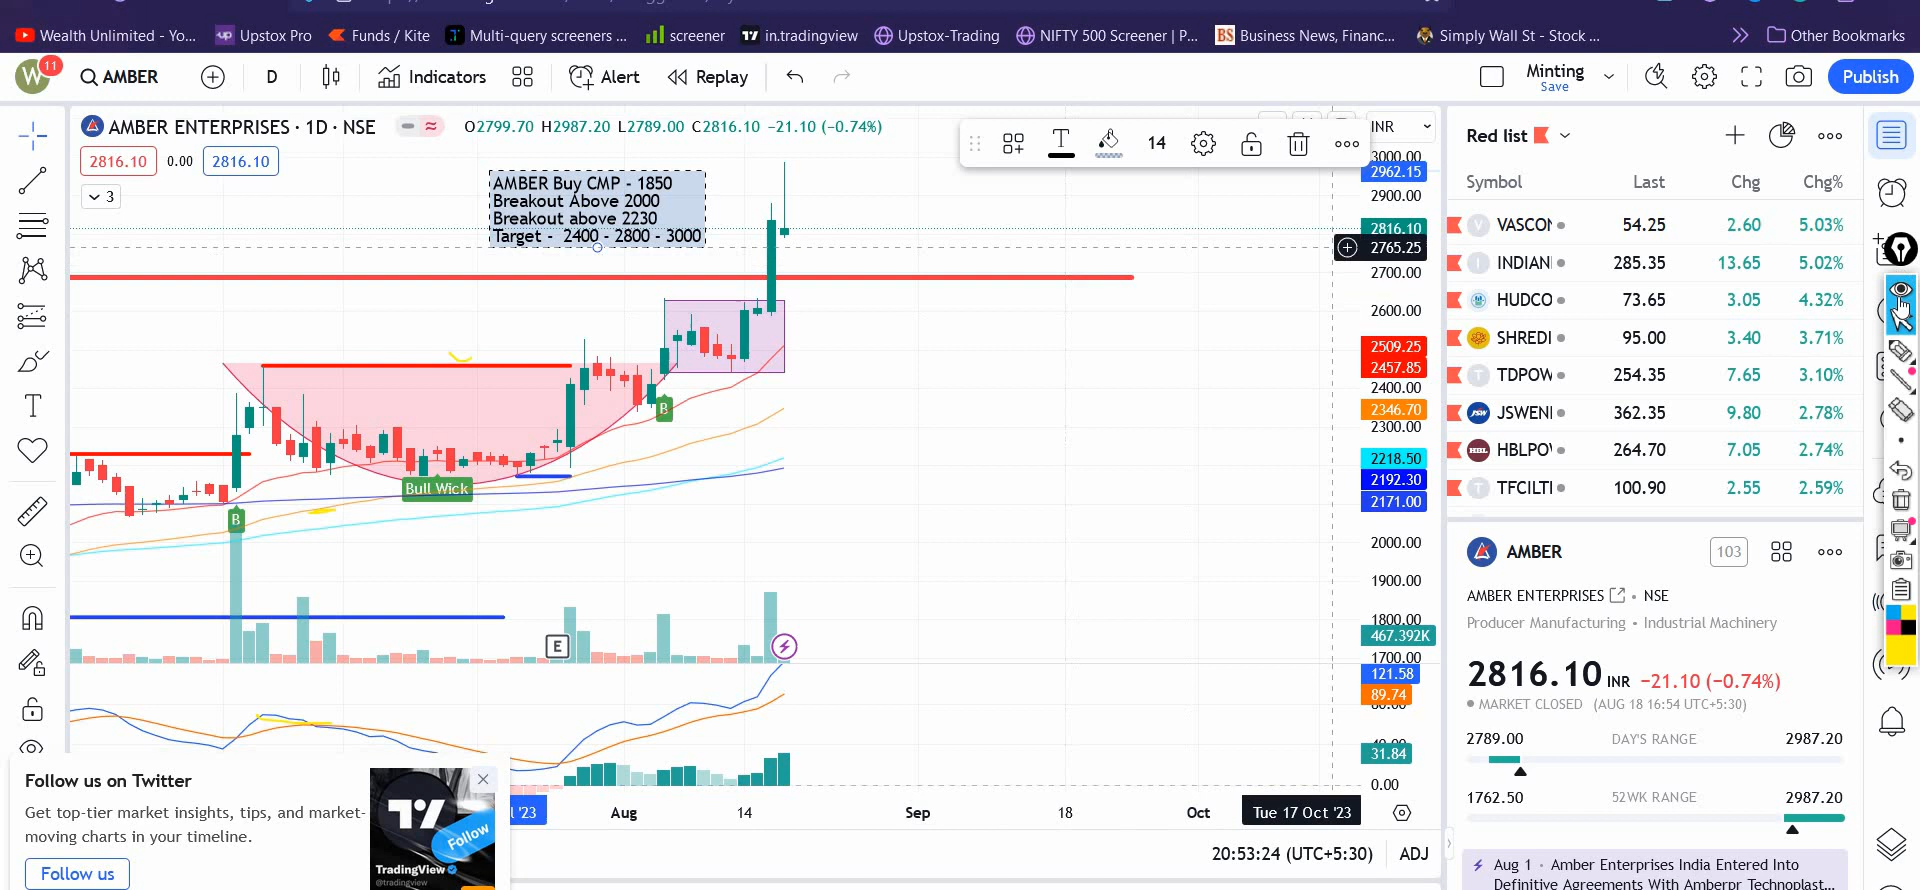 Wealth Unlimited - Yo...
Upstox Pro
Funds / Kite
Multi-query screeners ...
screener
in.tradingview
Upstox-Trading
NIFTY 500 Screener | P...
BS Business News, Financ...
Simply Wall St - Stock ...
Other Bookmarks
W 11
AMBER
D
Indicators
Alert
Replay
Minting
Save
Publish
AMBER ENTERPRISES · 1D · NSE
O2799.70 H2987.20 L2789.00 C2816.10 −21.10 (−0.74%)
2816.10 0.00 2816.10
3
14
INR
AMBER Buy CMP - 1850
Breakout Above 2000
Breakout above 2230
Target - 2400 - 2800 - 3000
3000.00
2962.15
2900.00
2816.10
2765.25
2700.00
2600.00
2509.25
2457.85
2400.00
2346.70
2300.00
2218.50
2192.30
2171.00
2000.00
1900.00
1800.00
467.392K
1700.00
121.58
89.74
31.84
0.00
B
B
Bull Wick
E
'23
Aug
14
Sep
18
Oct
Tue 17 Oct '23
20:53:24 (UTC+5:30)
ADJ
Follow us on Twitter
Get top-tier market insights, tips, and market-
moving charts in your timeline.
Follow us
Follow
TradingView
@tradingview
Red list
Symbol Last Chg Chg%
VASCON 54.25 2.60 5.03%
INDIANI 285.35 13.65 5.02%
HUDCO 73.65 3.05 4.32%
SHREDI 95.00 3.40 3.71%
TDPOW 254.35 7.65 3.10%
JSWENI 362.35 9.80 2.78%
HBLPOV 264.70 7.05 2.74%
TFCILTI 100.90 2.55 2.59%
AMBER
103
AMBER ENTERPRISES • NSE
Producer Manufacturing • Industrial Machinery
2816.10 INR −21.10 (−0.74%)
MARKET CLOSED (AUG 18 16:54 UTC+5:30)
2789.00 DAY'S RANGE 2987.20
1762.50 52WK RANGE 2987.20
Aug 1 · Amber Enterprises India Entered Into
Definitive Agreements With Amberpr Technoplast...